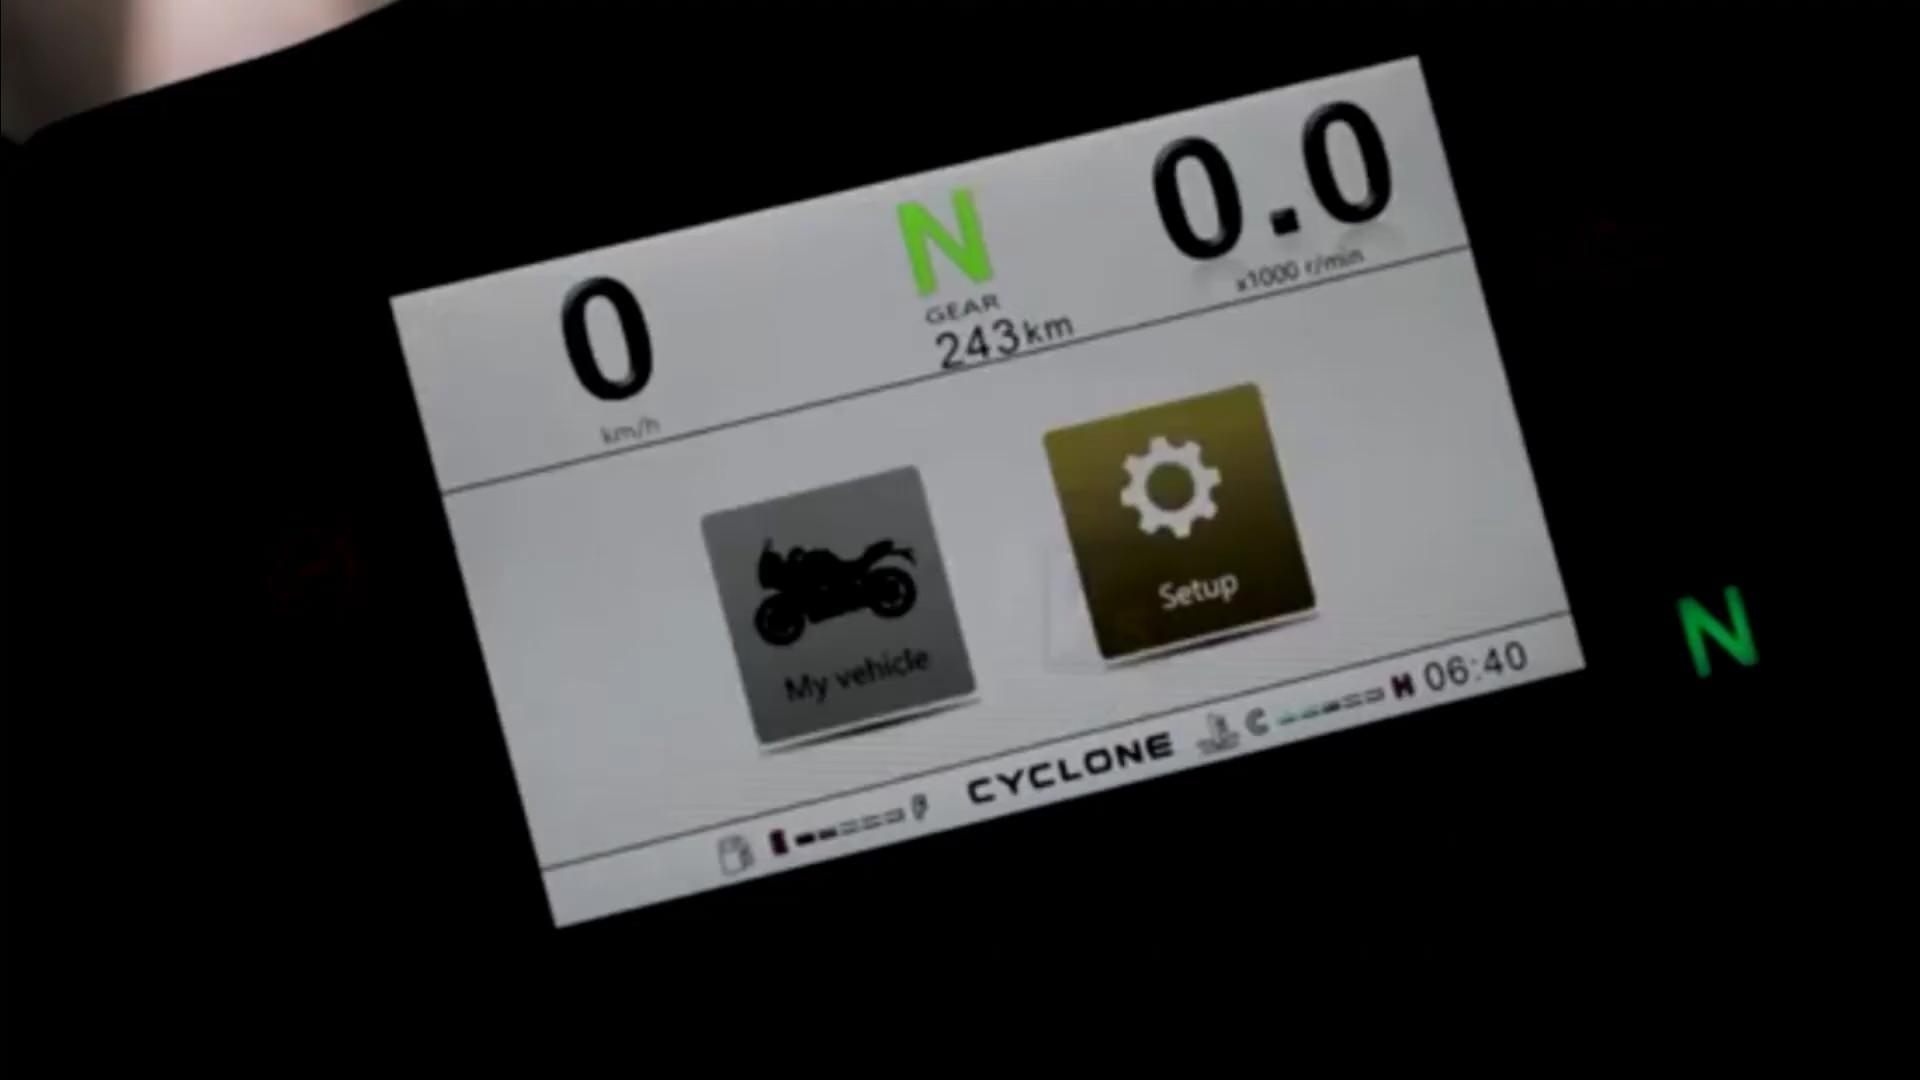 0
km/h
N
GEAR
243km
0.0
x1000 r/min
My vehicle
Setup
CYCLONE
C
H
06:40
N